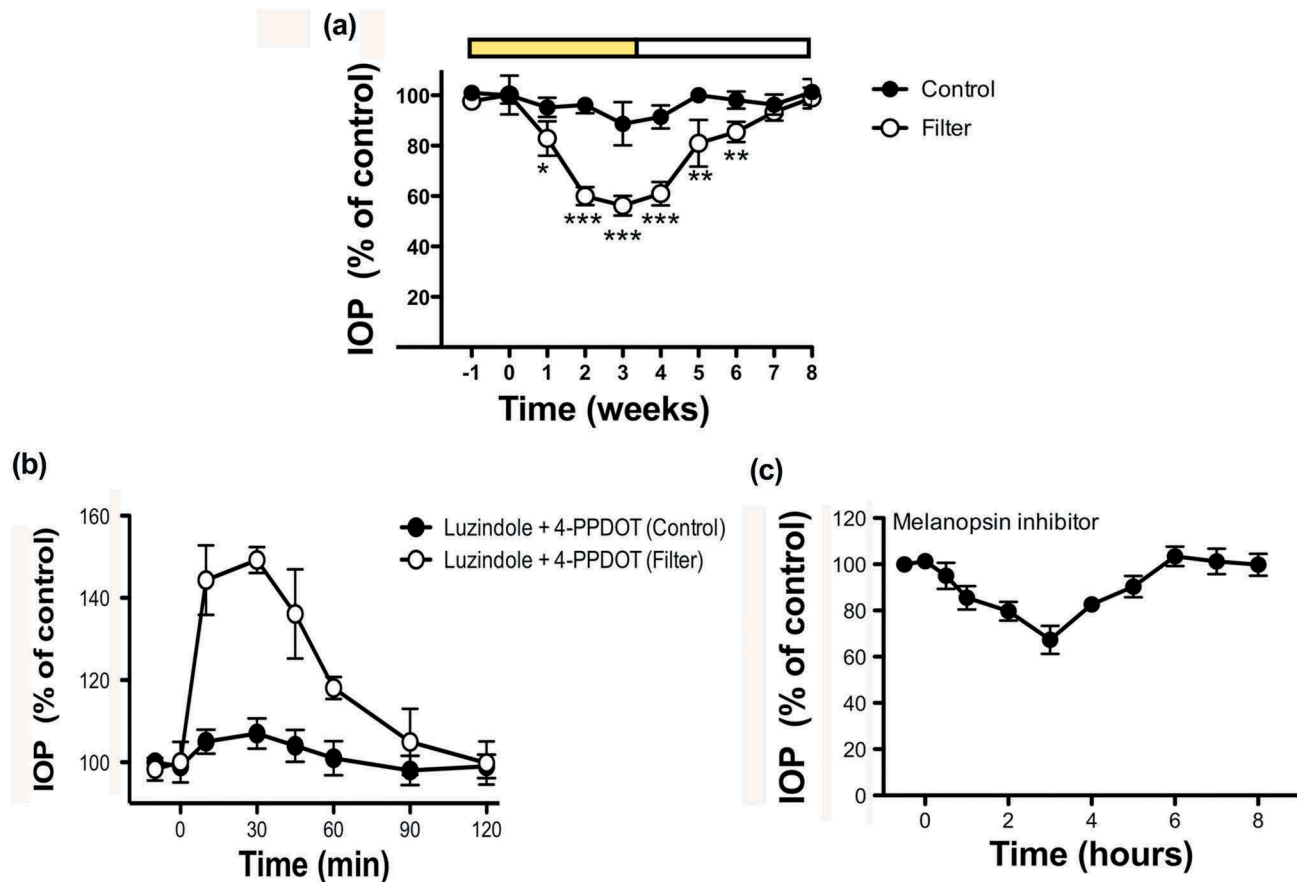 (a)
IOP (% of control)
100
80
60
40
20
*
***
***
***
**
**
-1 0 1 2 3 4 5 6 7 8
Time (weeks)
Control
Filter
(b)
IOP (% of control)
160
140
120
100
0 30 60 90 120
Time (min)
Luzindole + 4-PPDOT (Control)
Luzindole + 4-PPDOT (Filter)
(c)
IOP (% of control)
Melanopsin inhibitor
120
100
80
60
40
20
0
0 2 4 6 8
Time (hours)